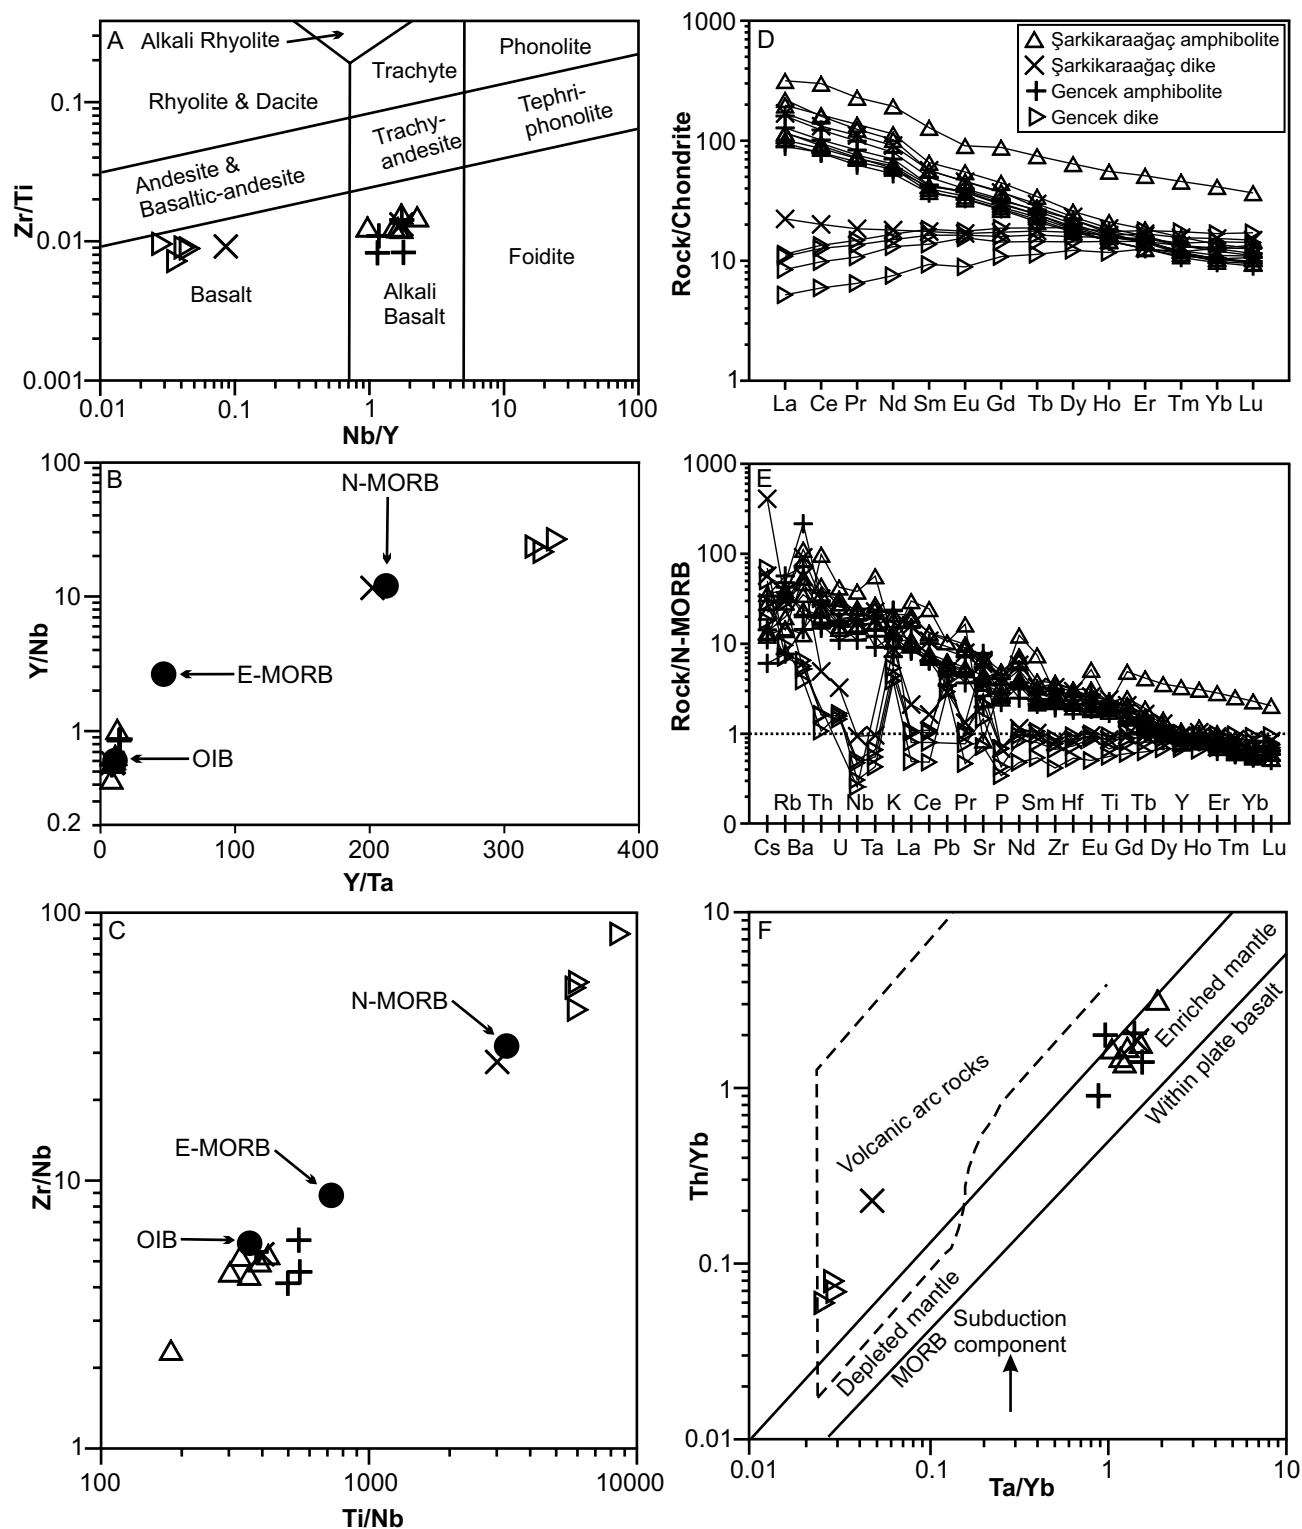 A
Alkali Rhyolite
Phonolite
Trachyte
Rhyolite & Dacite
Tephri-
phonolite
Trachy-
andesite
Andesite &
Basaltic-andesite
Foidite
Basalt
Alkali
Basalt
0.1
0.01
0.001
Zr/Ti
0.01
0.1
1
10
100
Nb/Y
D
Şarkikaraağaç amphibolite
Şarkikaraağaç dike
Gencek amphibolite
Gencek dike
1000
100
10
1
Rock/Chondrite
La Ce Pr Nd Sm Eu Gd Tb Dy Ho Er Tm Yb Lu
B
N-MORB
E-MORB
OIB
100
10
1
0.2
Y/Nb
0
100
200
300
400
Y/Ta
E
1000
100
10
1
0
Rock/N-MORB
Rb Th Nb K Ce Pr P Sm Hf Ti Tb Y Er Yb
Cs Ba U Ta La Pb Sr Nd Zr Eu Gd Dy Ho Tm Lu
C
N-MORB
E-MORB
OIB
100
10
1
Zr/Nb
100
1000
10000
Ti/Nb
F
Enriched mantle
Within plate basalt
Volcanic arc rocks
Depleted mantle
MORB
Subduction
component
10
1
0.1
0.01
Th/Yb
0.01
0.1
1
10
Ta/Yb